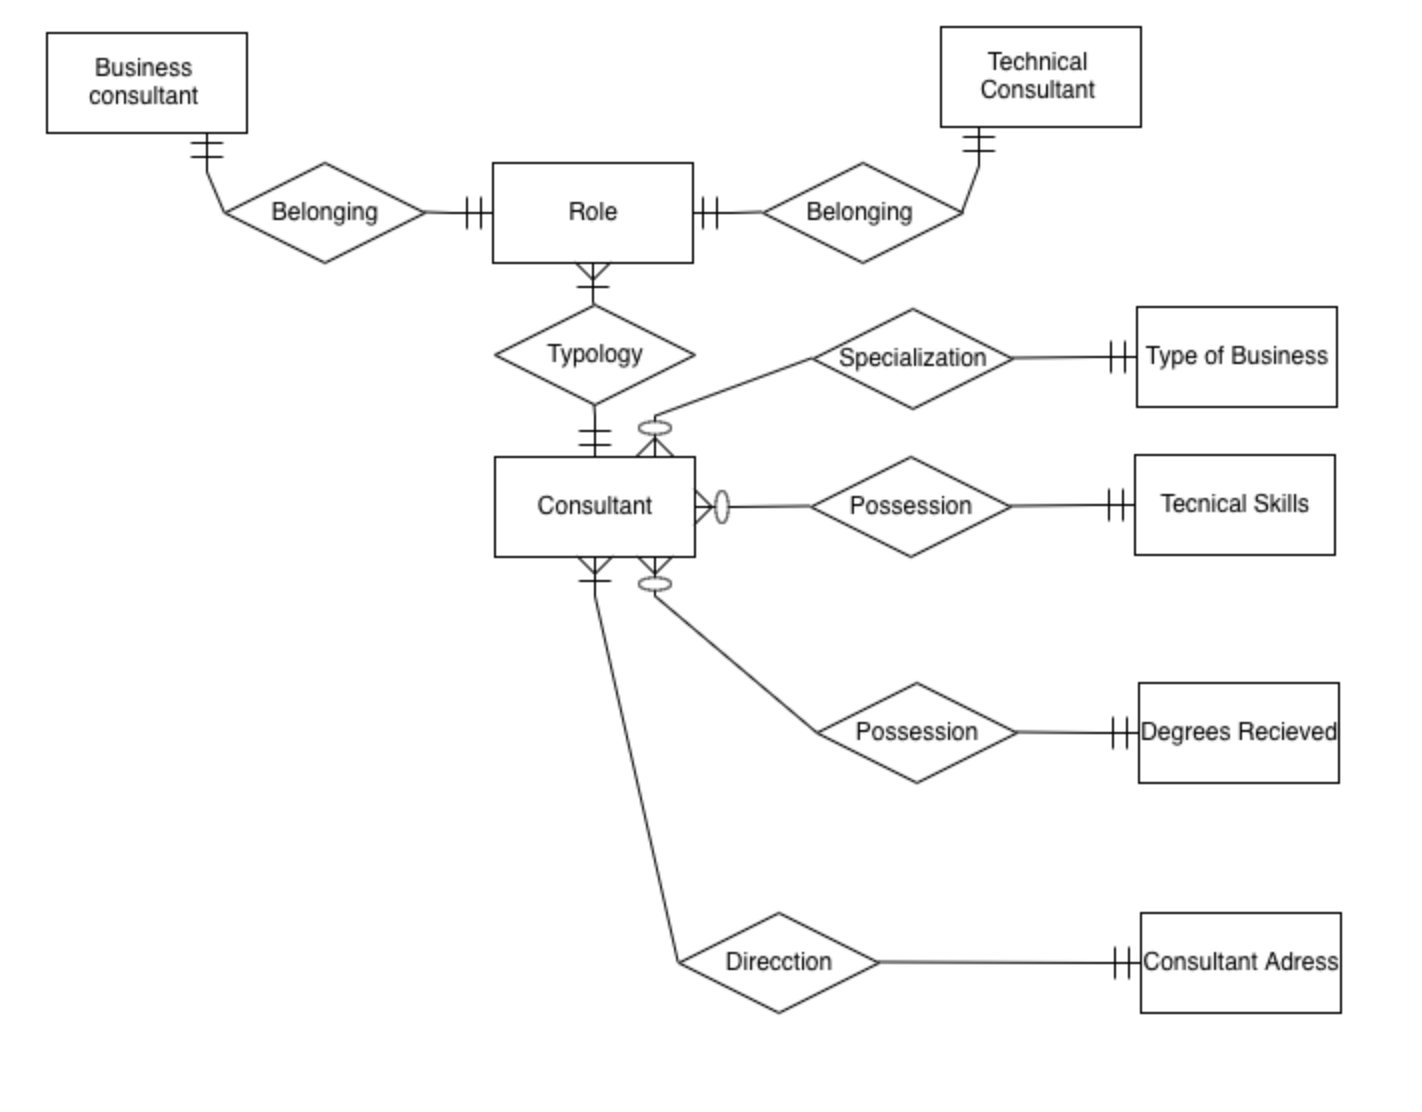 Business
consultant
Technical
Consultant
Belonging
Role
Belonging
Typology
Specialization
Type of Business
Consultant
Possession
Tecnical Skills
Possession
Degrees Recieved
Direcction
Consultant Adress